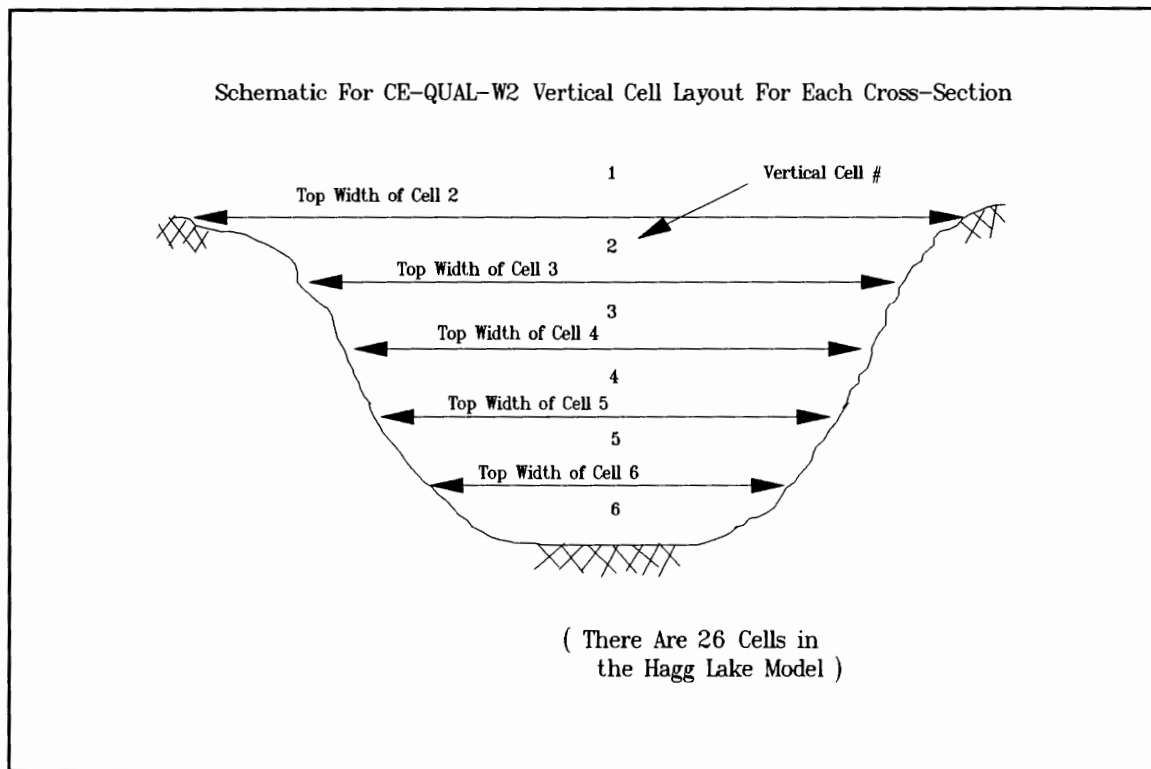 Schematic For CE-QUAL-W2 Vertical Cell Layout For Each Cross-Section
1
Vertical Cell #
Top Width of Cell 2
2
Top Width of Cell 3
3
Top Width of Cell 4
4
Top Width of Cell 5
5
Top Width of Cell 6
6
( There Are 26 Cells in
the Hagg Lake Model )